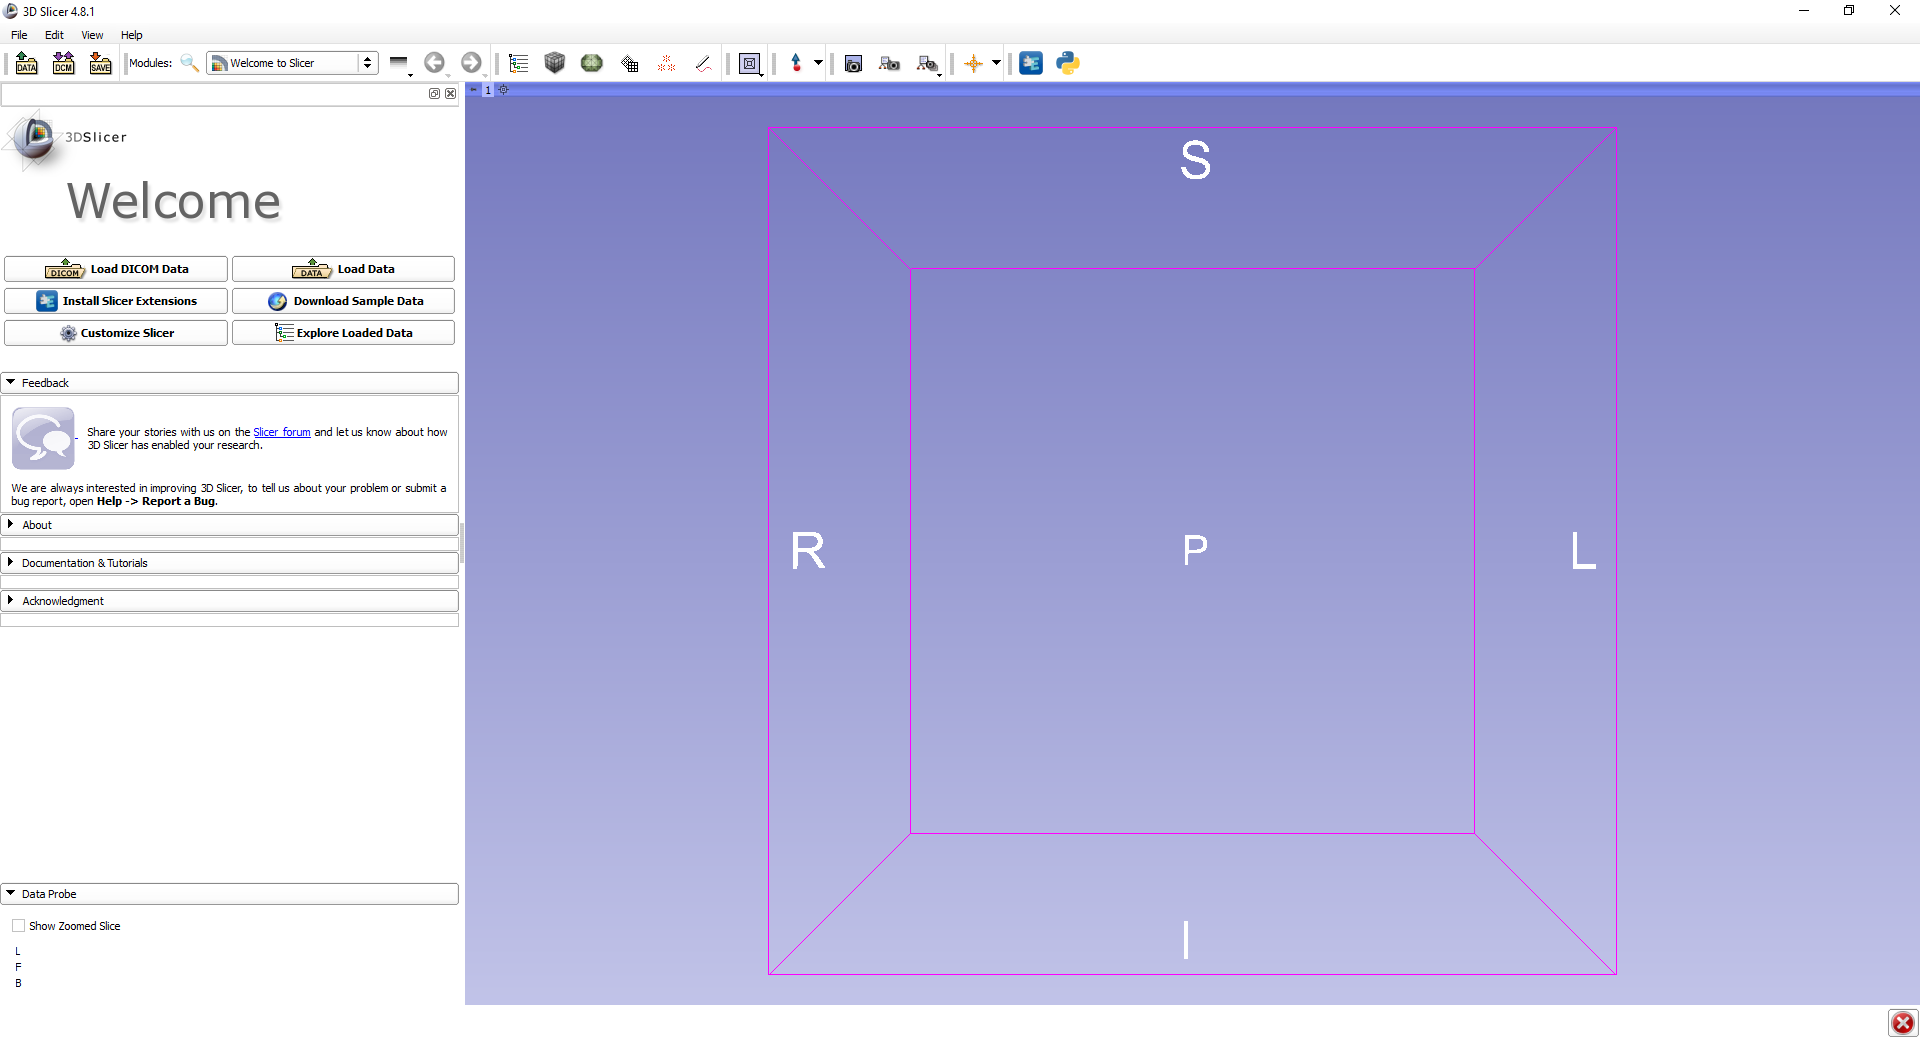 3D Slicer 4.8.1
File Edit View Help
DATA DCM SAVE Modules: Welcome to Slicer
1
3DSlicer
Welcome
DICOM Load DICOM Data DATA Load Data
Install Slicer Extensions Download Sample Data
Customize Slicer Explore Loaded Data
Feedback
Share your stories with us on the Slicer forum and let us know about how
3D Slicer has enabled your research.
We are always interested in improving 3D Slicer, to tell us about your problem or submit a
bug report, open Help -> Report a Bug.
About
Documentation & Tutorials
Acknowledgment
Data Probe
Show Zoomed Slice
L
F
B
S
R P L
I